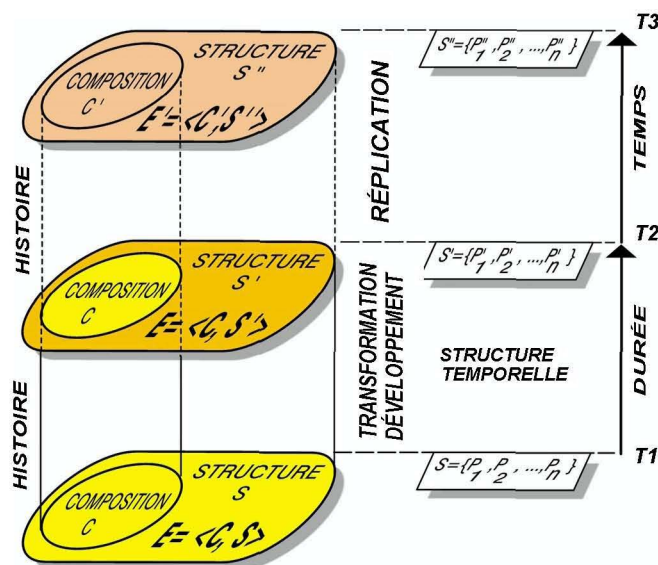 T3
STRUCTURE
S''
COMPOSITION
C'
E'= <C',S''>
S''={P''1 ,P''2 , ...,P''n }
HISTOIRE
RÉPLICATION
TEMPS
T2
STRUCTURE
S'
COMPOSITION
C
E= <C, S'>
S'={P'1 ,P'2 , ...,P'n }
HISTOIRE
TRANSFORMATION
DÉVELOPPEMENT
STRUCTURE
TEMPORELLE
DURÉE
T1
STRUCTURE
S
COMPOSITION
C
E= <C, S>
S={P1 ,P2 , ...,Pn }